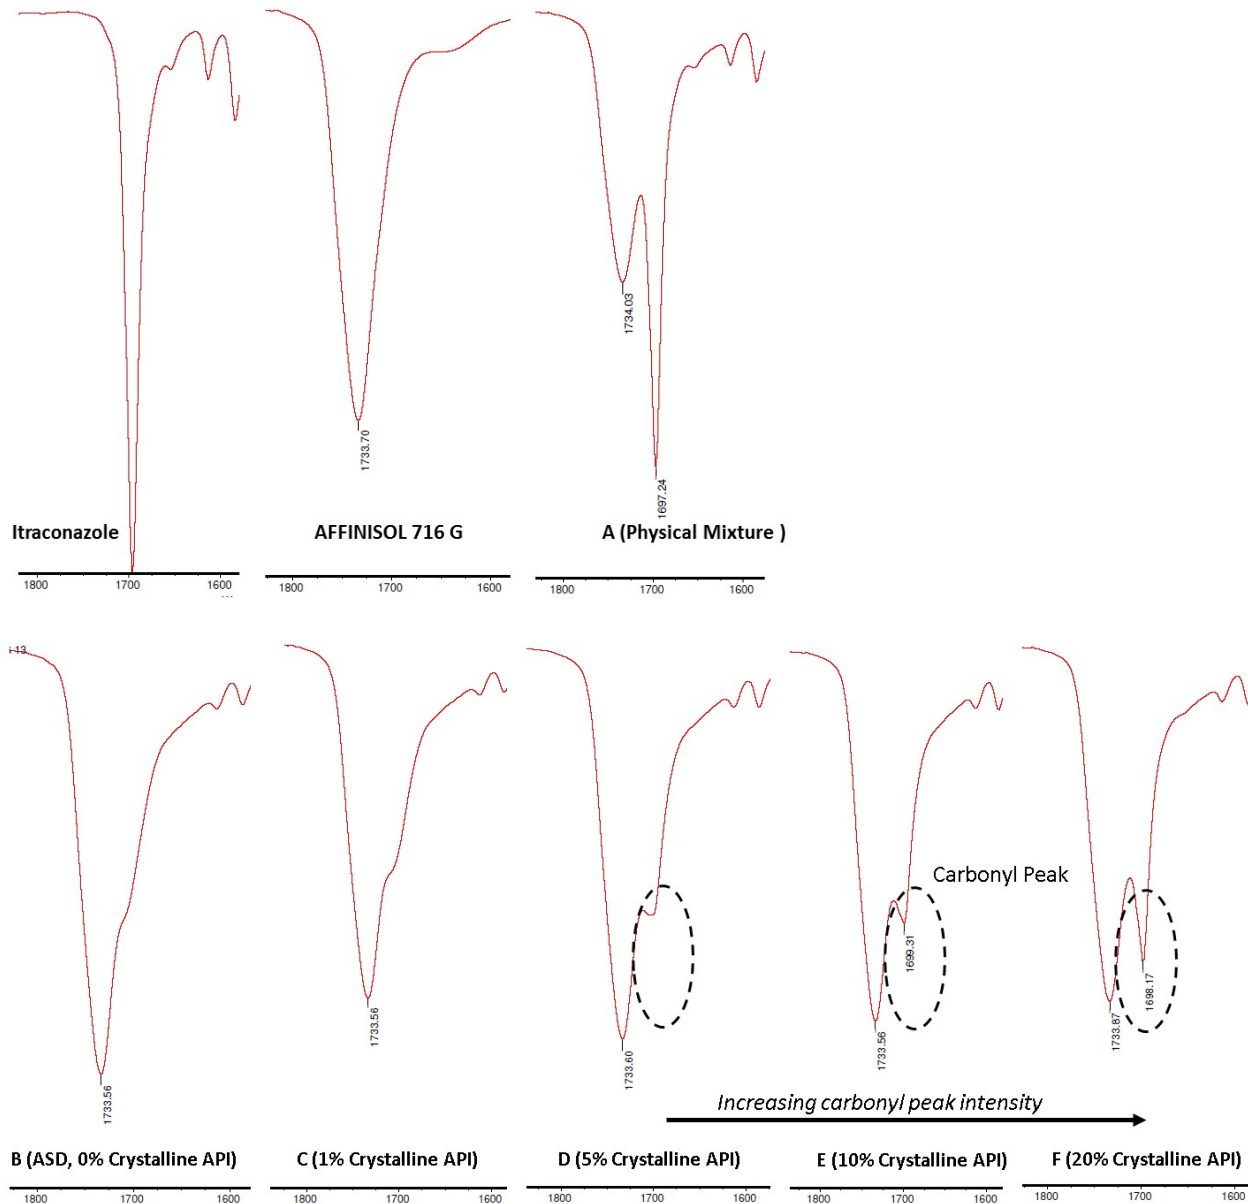 1734.03
1733.70
1697.24
Itraconazole
AFFINISOL 716 G
A (Physical Mixture )
1800 1700 1600
1800 1700 1600
1800 1700 1600
13
Carbonyl Peak
1699.31
1698.17
1733.56
1733.56
1733.60
1733.56
1733.87
Increasing carbonyl peak intensity
B (ASD, 0% Crystalline API)
C (1% Crystalline API)
D (5% Crystalline API)
E (10% Crystalline API)
F (20% Crystalline API)
1800 1700 1600
1800 1700 1600
1800 1700 1600
1800 1700 1600
1800 1700 1600